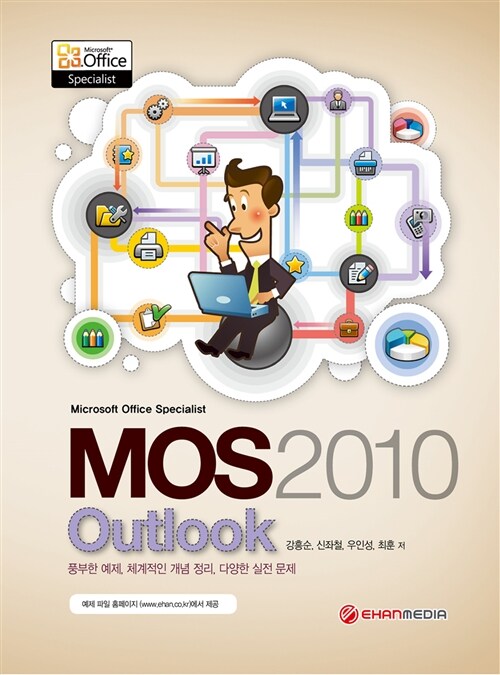 Microsoft®
Office
Specialist
Microsoft Office Specialist
MOS 2010
Outlook
강흥순, 신좌철, 우인성, 최훈 저
풍부한 예제, 체계적인 개념 정리, 다양한 실전 문제
예제 파일 홈페이지 (www.ehan.co.kr)에서 제공
EHANMEDIA